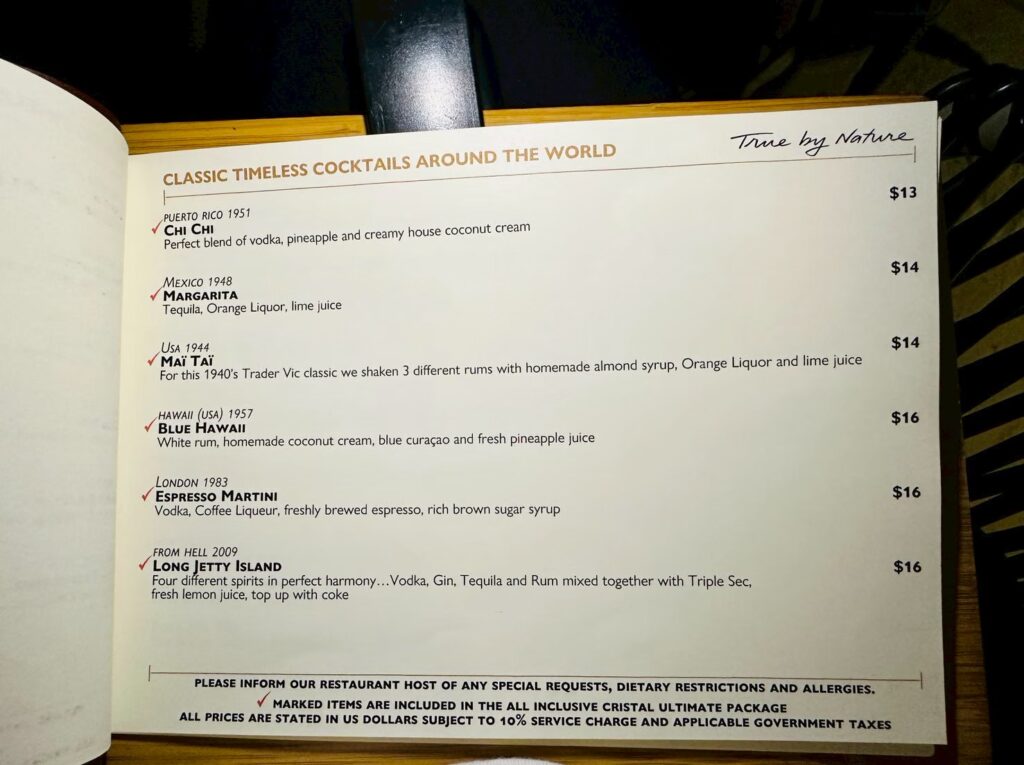 True by Nature
CLASSIC TIMELESS COCKTAILS AROUND THE WORLD
PUERTO RICO 1951
CHI CHI $13
Perfect blend of vodka, pineapple and creamy house coconut cream
MEXICO 1948
MARGARITA $14
Tequila, Orange Liquor, lime juice
USA 1944
MAÏ TAÏ $14
For this 1940's Trader Vic classic we shaken 3 different rums with homemade almond syrup, Orange Liquor and lime juice
HAWAII (USA) 1957
BLUE HAWAII $16
White rum, homemade coconut cream, blue curaçao and fresh pineapple juice
LONDON 1983
ESPRESSO MARTINI $16
Vodka, Coffee Liqueur, freshly brewed espresso, rich brown sugar syrup
FROM HELL 2009
LONG JETTY ISLAND $16
Four different spirits in perfect harmony...Vodka, Gin, Tequila and Rum mixed together with Triple Sec,
fresh lemon juice, top up with coke
PLEASE INFORM OUR RESTAURANT HOST OF ANY SPECIAL REQUESTS, DIETARY RESTRICTIONS AND ALLERGIES.
✓ MARKED ITEMS ARE INCLUDED IN THE ALL INCLUSIVE CRISTAL ULTIMATE PACKAGE
ALL PRICES ARE STATED IN US DOLLARS SUBJECT TO 10% SERVICE CHARGE AND APPLICABLE GOVERNMENT TAXES